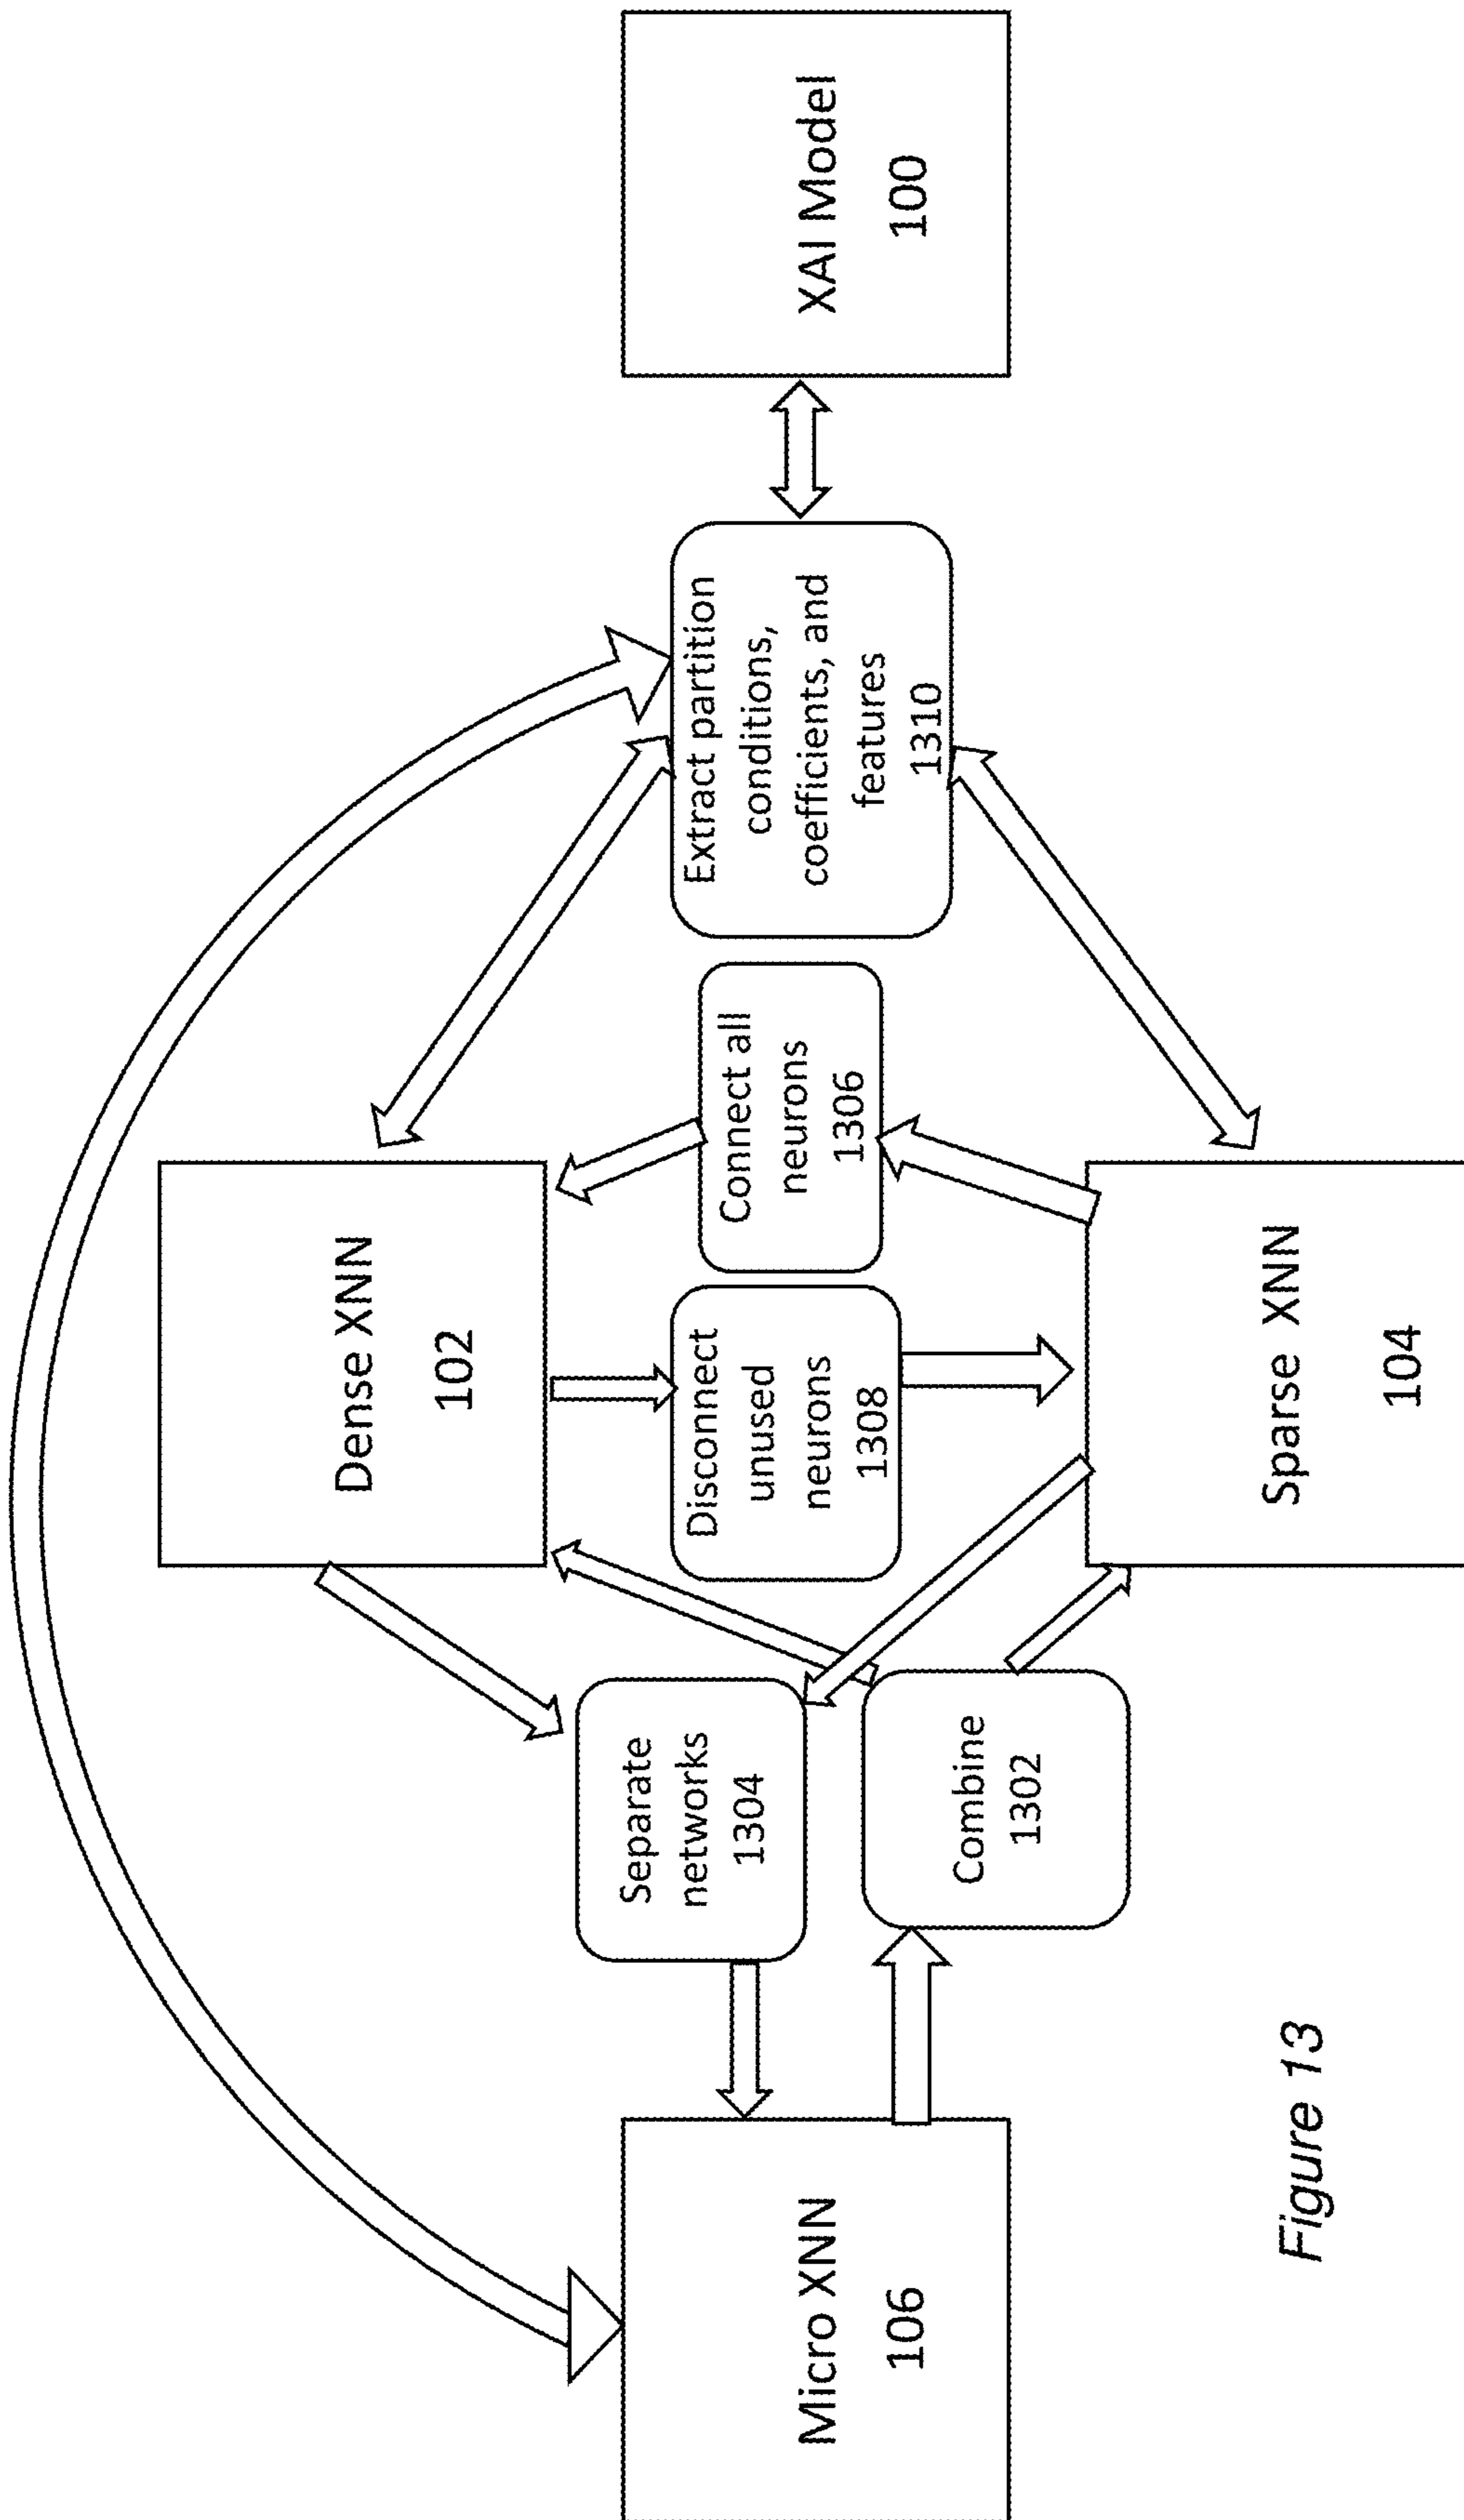 Dense XNN
102
Separate
networks
1304
Disconnect
unused
neurons
1308
Connect all
neurons
1306
Extract partition
conditions,
coefficients, and
features
1310
Micro XNN
106
XAI Model
100
Combine
1302
Sparse XNN
104
Figure 13